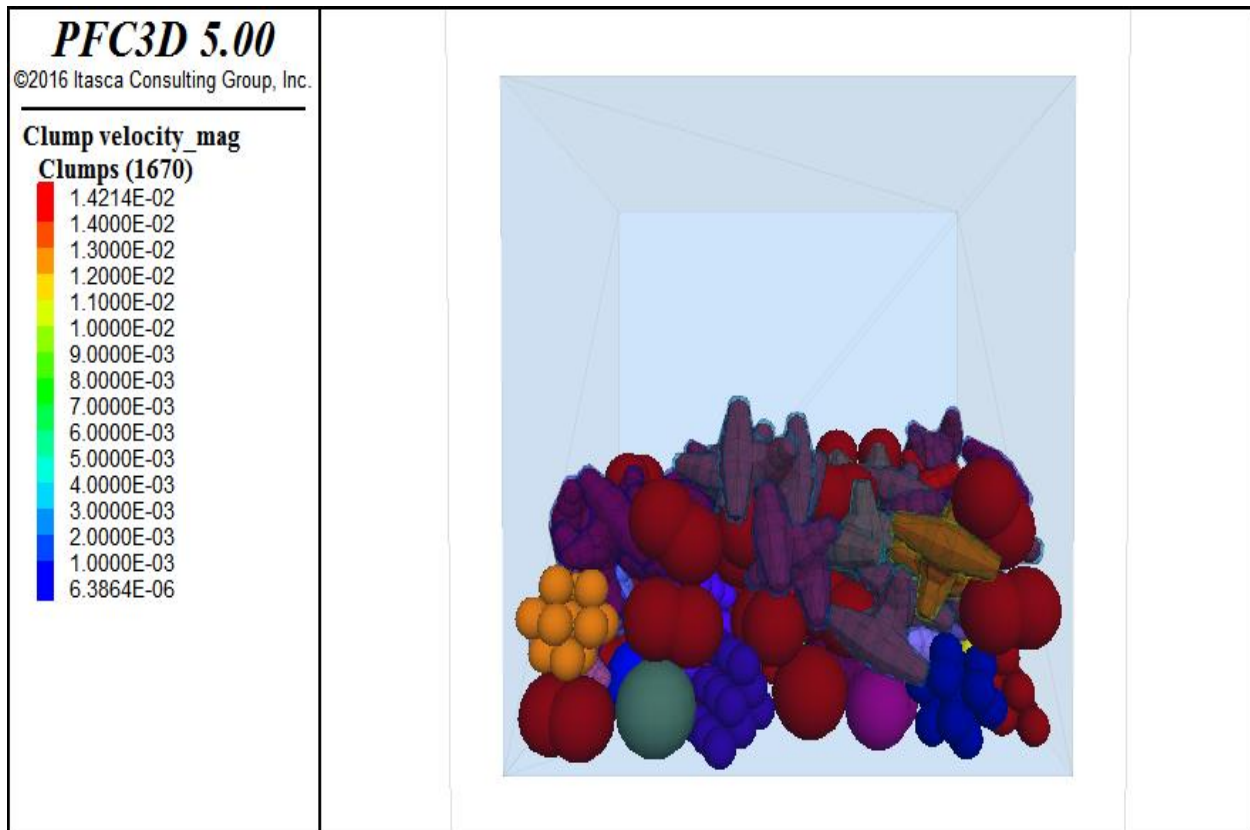 PFC3D 5.00
©2016 Itasca Consulting Group, Inc.
Clump velocity_mag
Clumps (1670)
1.4214E-02
1.4000E-02
1.3000E-02
1.2000E-02
1.1000E-02
1.0000E-02
9.0000E-03
8.0000E-03
7.0000E-03
6.0000E-03
5.0000E-03
4.0000E-03
3.0000E-03
2.0000E-03
1.0000E-03
6.3864E-06